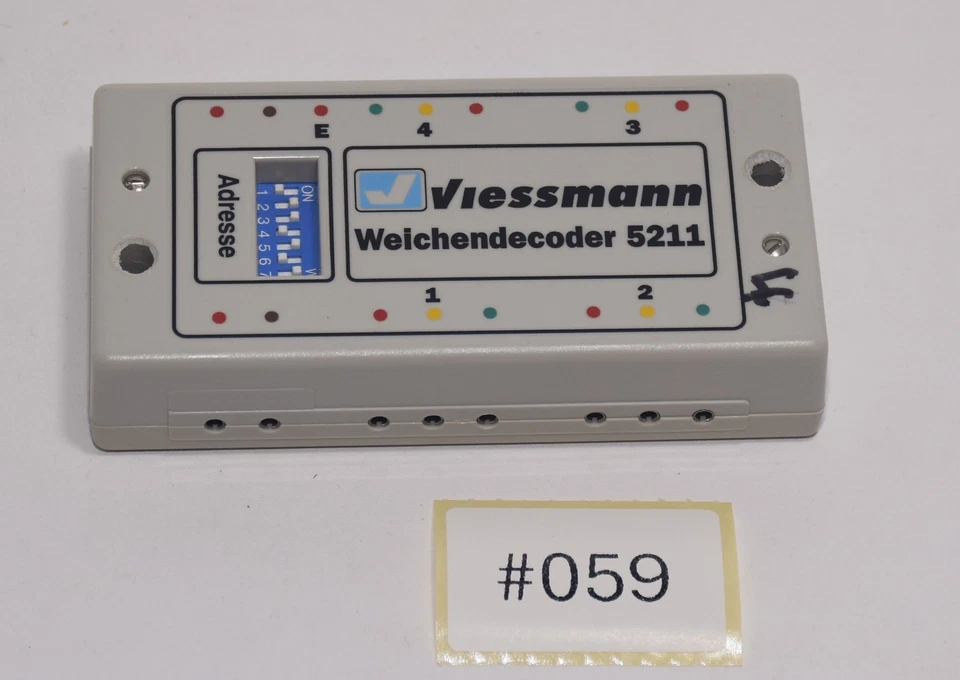 E 4 3
Adresse
ON
1 2 3 4 5 6 7
Viessmann
Weichendecoder 5211
1 2
#059